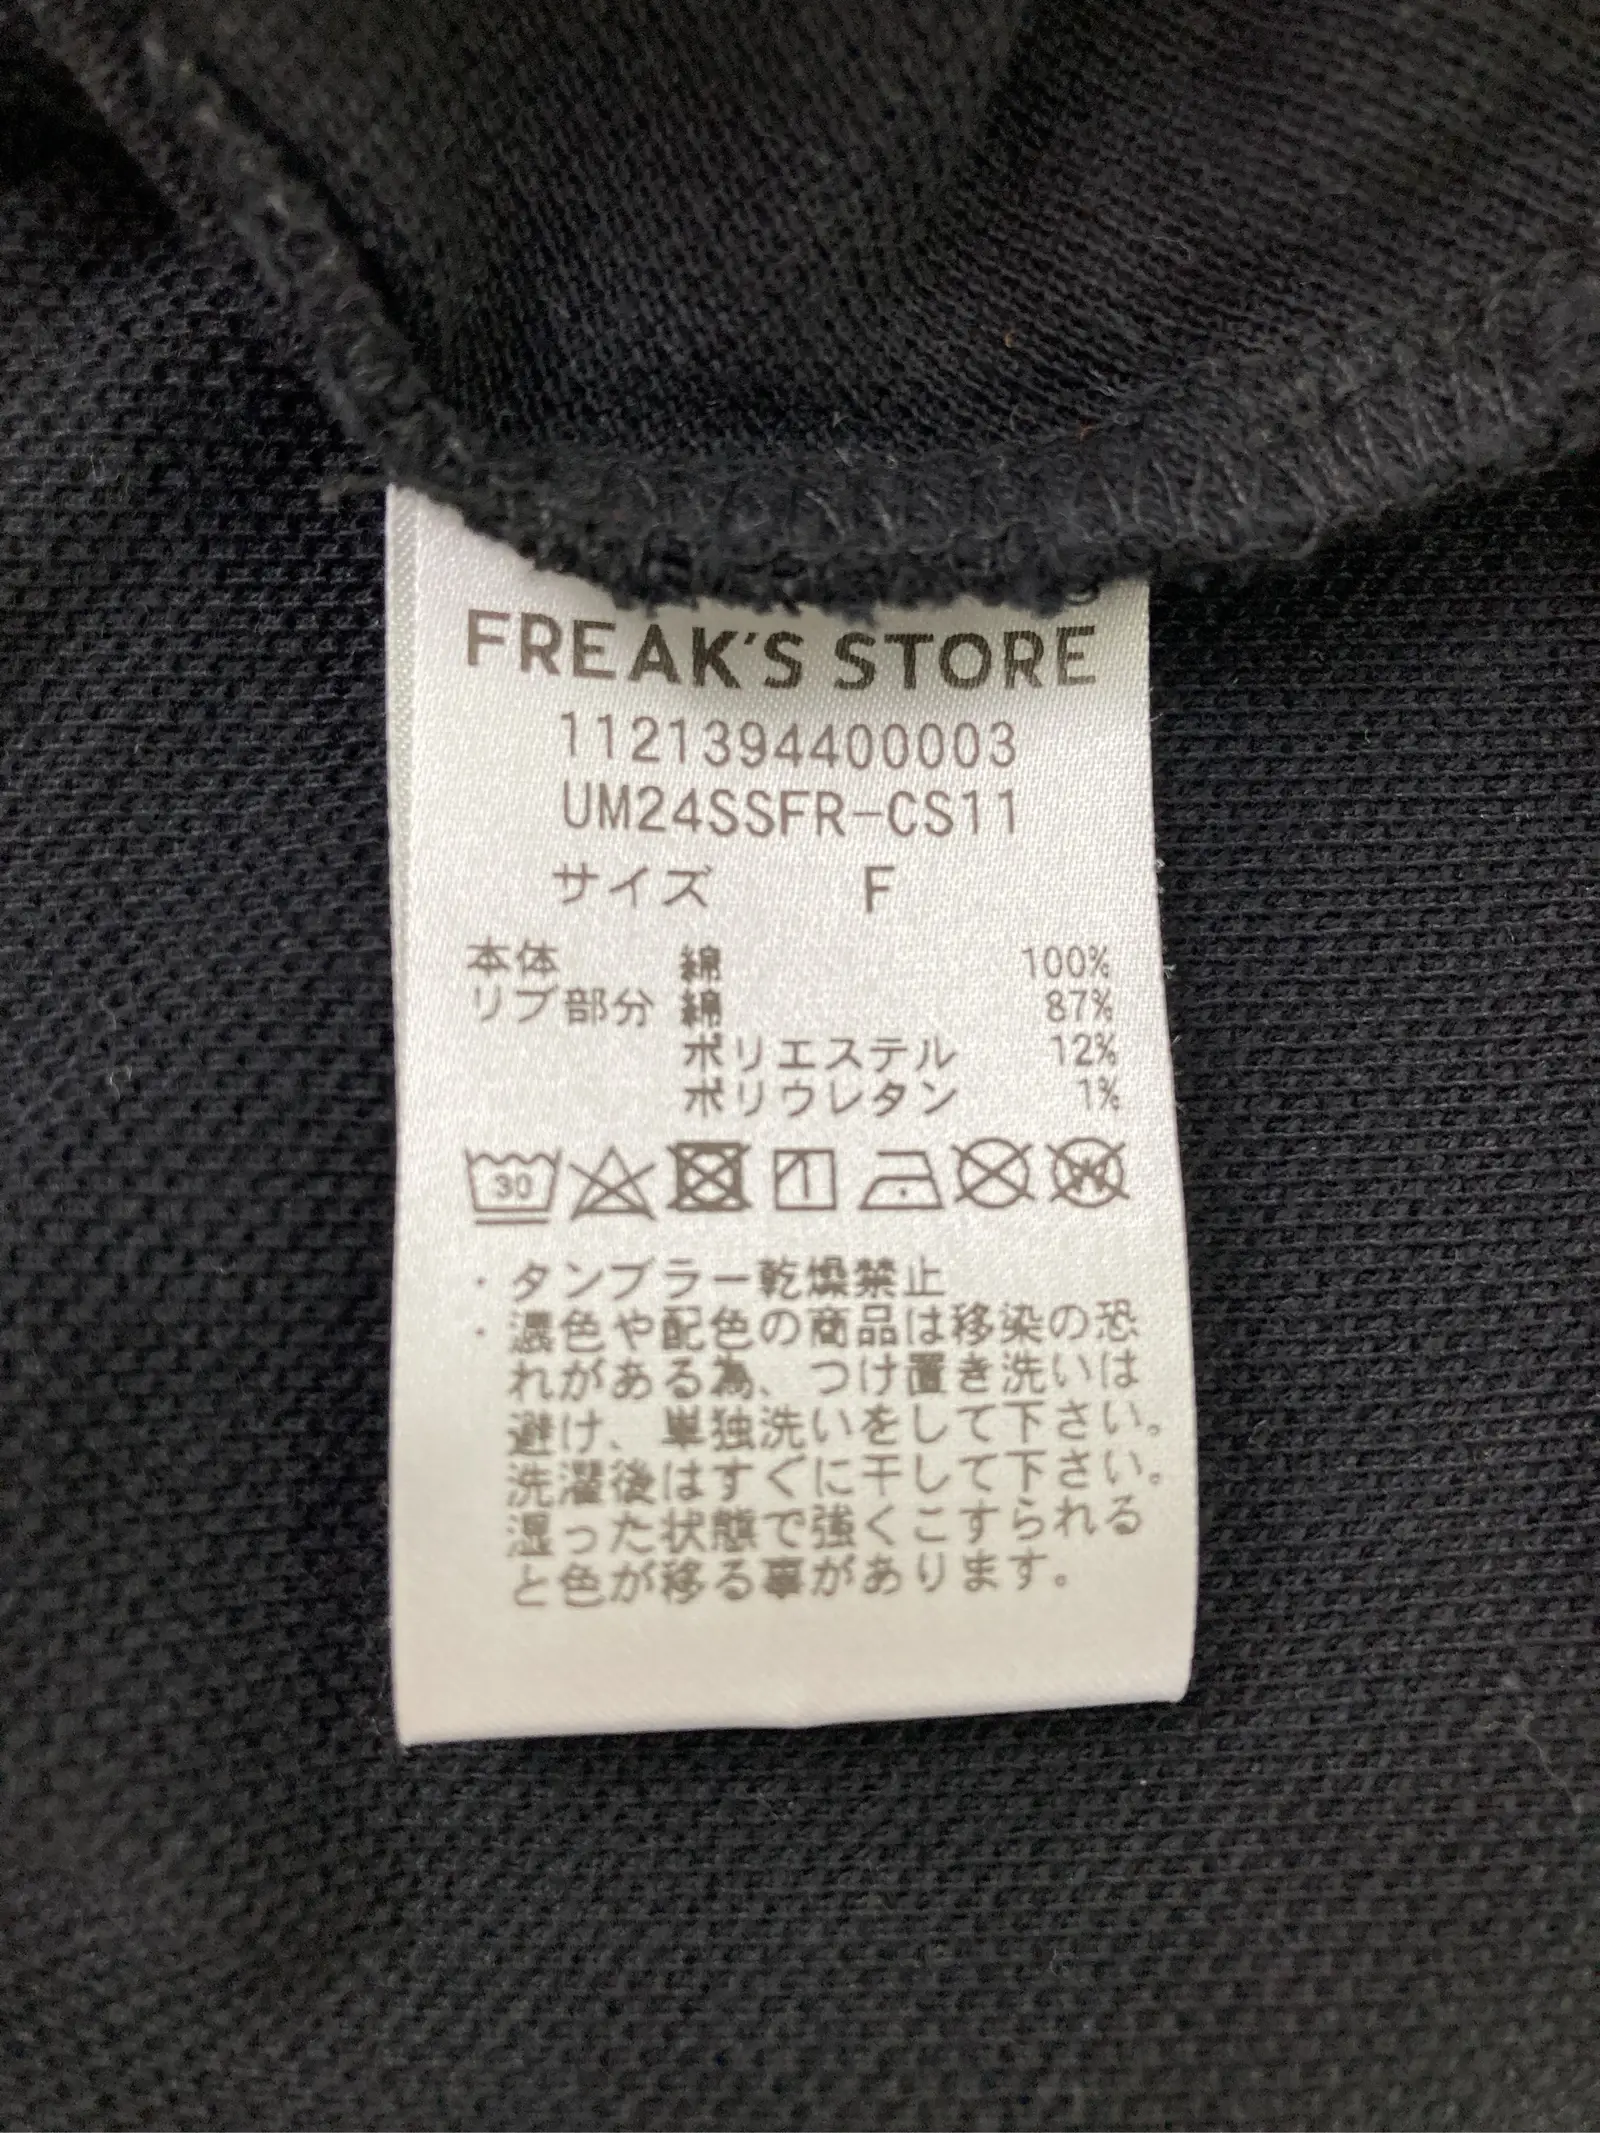 FREAK'S STORE
1121394400003
UM24SSFR-CS11
サイズ F
本体 綿 100%
リブ部分 綿 87%
ポリエステル 12%
ポリウレタン 1%
30
W
・タンブラー乾燥禁止
・濃色や配色の商品は移染の恐
れがある為、つけ置き洗いは
避け、単独洗いをして下さい。
洗濯後はすぐに干して下さい。
湿った状態で強くこすられる
と色が移る事があります。